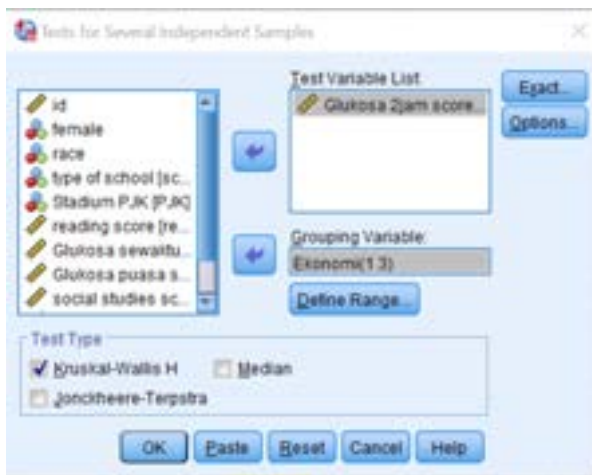 Tests for Several Independent Samples
id
female
race
type of school [sc...
Stadium PJK [PJK]
reading score [re...
Glukosa sewaktu...
Glukosa puasa s...
social studies sc...
Test Variable List:
Glukosa 2jam score...
Grouping Variable:
Ekonomi(1 3)
Define Range...
Exact...
Options...
Test Type
Kruskal-Wallis H
Median
Jonckheere-Terpstra
OK Paste Reset Cancel Help